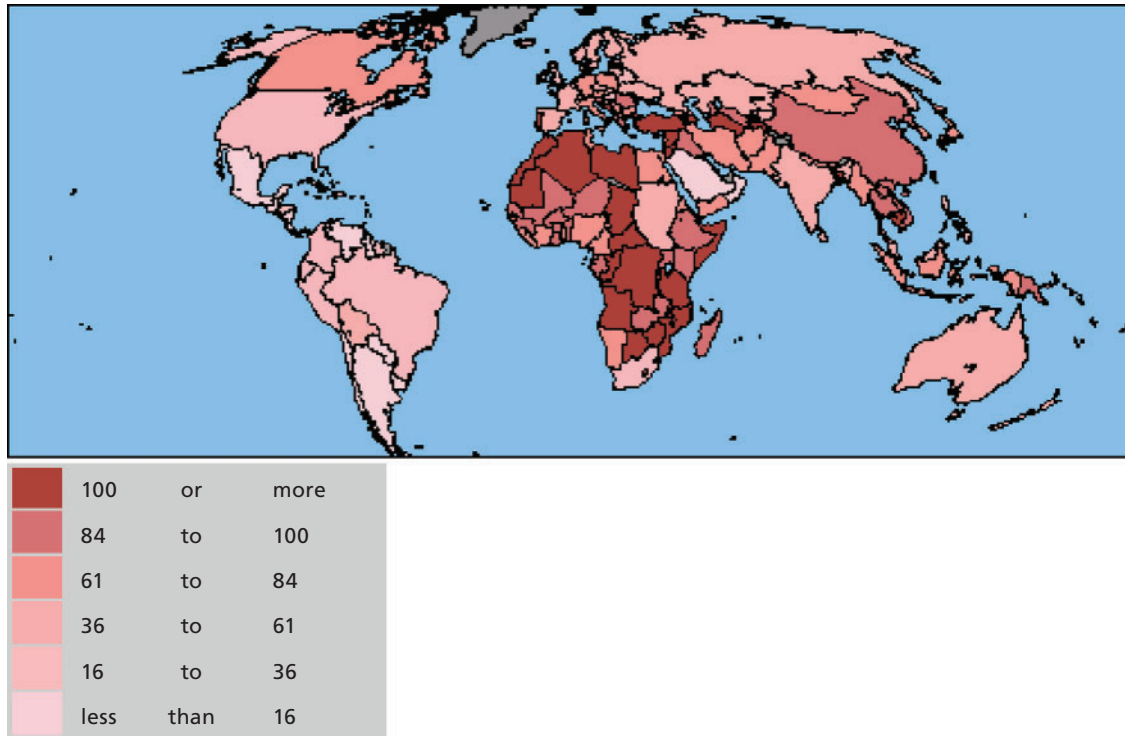 100 or more
84 to 100
61 to 84
36 to 61
16 to 36
less than 16